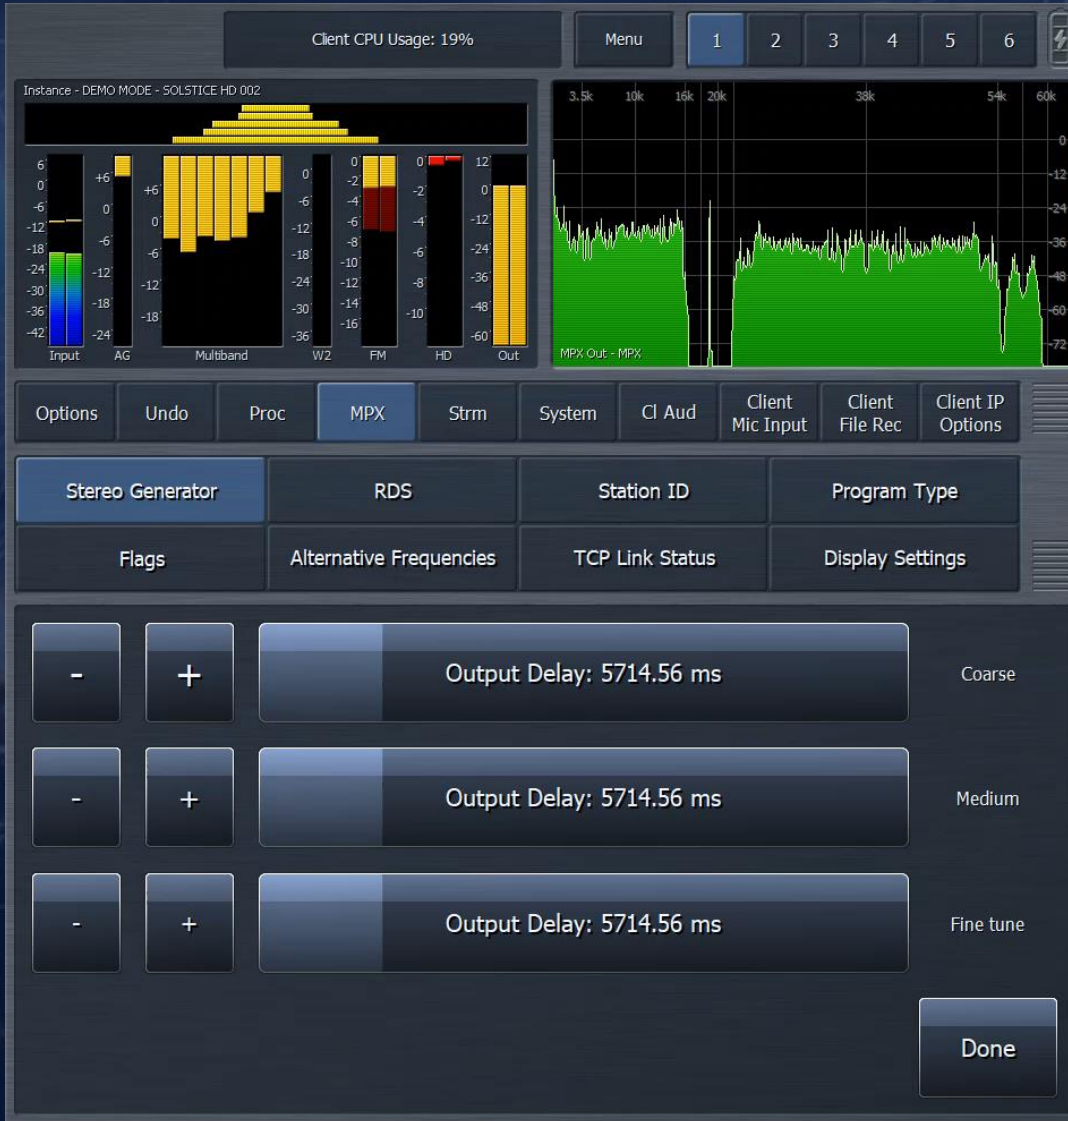 Client CPU Usage: 19%
Menu
1 2 3 4 5 6
Instance - DEMO MODE - SOLSTICE HD 002
6 0 -6 -12 -18 -24 -30 -36 -42
+6 0 -6 -12 -18 -24
+6 0 -6 -12 -18
0 -6 -12 -18 -24 -30 -36
0 -2 -4 -6 -8 -10 -12 -14 -16
0 -2 -4 -6 -8 -10
12 0 -12 -24 -36 -48 -60
Input AG Multiband W2 FM HD Out
3.5k 10k 16k 20k 38k 54k 60k
0
-12
-24
-36
-48
-60
-72
MPX Out - MPX
Options Undo Proc MPX Strm System Cl Aud Client Mic Input Client File Rec Client IP Options
Stereo Generator RDS Station ID Program Type
Flags Alternative Frequencies TCP Link Status Display Settings
- + Output Delay: 5714.56 ms Coarse
- + Output Delay: 5714.56 ms Medium
- + Output Delay: 5714.56 ms Fine tune
Done